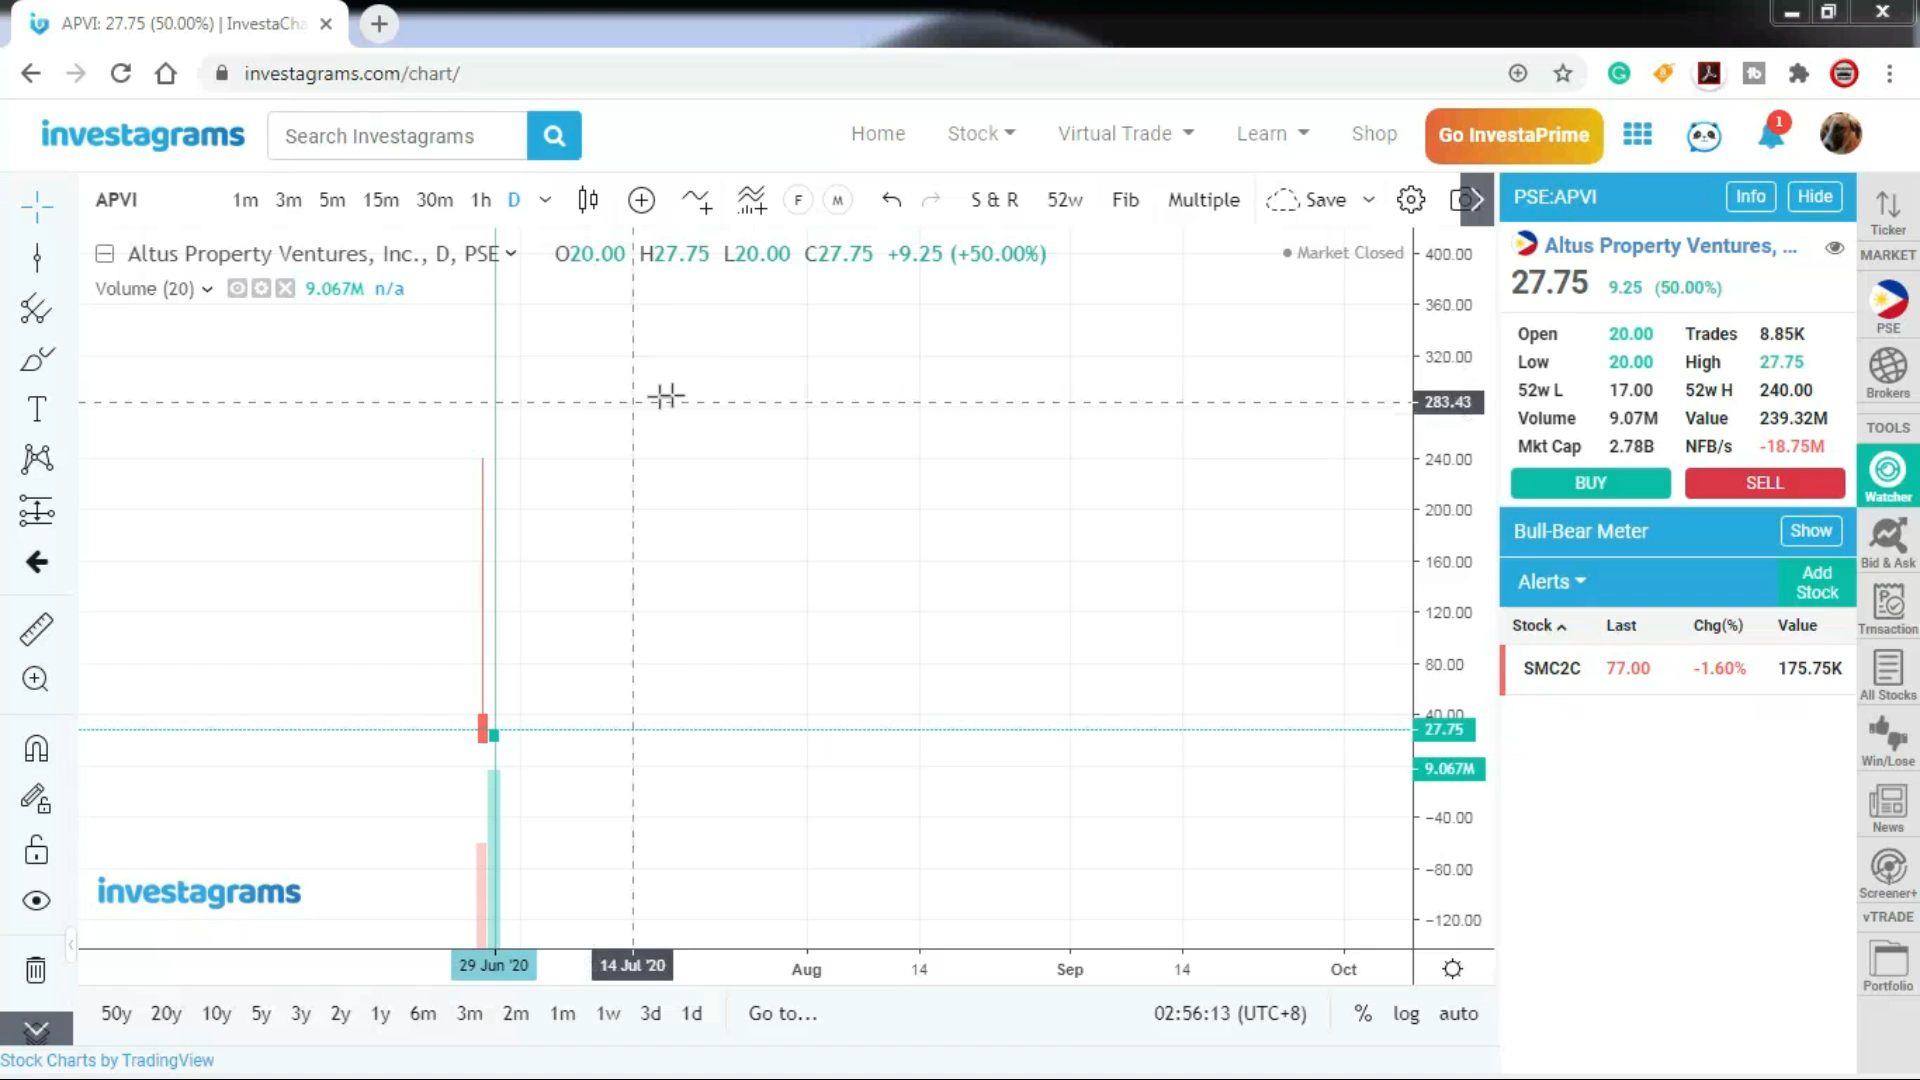 APVI: 27.75 (50.00%) | InvestaCha
investagrams.com/chart/
investagrams
Search Investagrams
Home
Stock
Virtual Trade
Learn
Shop
Go InvestaPrime
1
APVI
1m 3m 5m 15m 30m 1h D
F
M
S & R
52w
Fib
Multiple
Save
Altus Property Ventures, Inc., D, PSE
O20.00 H27.75 L20.00 C27.75 +9.25 (+50.00%)
Market Closed
Volume (20)
9.067M n/a
400.00
360.00
320.00
283.43
240.00
200.00
160.00
120.00
80.00
40.00
27.75
9.067M
-40.00
-80.00
-120.00
investagrams
29 Jun '20
14 Jul '20
Aug
14
Sep
14
Oct
50y 20y 10y 5y 3y 2y 1y 6m 3m 2m 1m 1w 3d 1d
Go to...
02:56:13 (UTC+8)
%
log
auto
Stock Charts by TradingView
PSE:APVI
Info
Hide
Altus Property Ventures, ...
27.75 9.25 (50.00%)
Open 20.00 Trades 8.85K
Low 20.00 High 27.75
52w L 17.00 52w H 240.00
Volume 9.07M Value 239.32M
Mkt Cap 2.78B NFB/s -18.75M
BUY
SELL
Bull-Bear Meter
Show
Alerts
Add
Stock
Stock Last Chg(%) Value
SMC2C 77.00 -1.60% 175.75K
Ticker
MARKET
PSE
Brokers
TOOLS
Watcher
Bid & Ask
Trnsaction
All Stocks
Win/Lose
News
Screener+
vTRADE
Portfolio